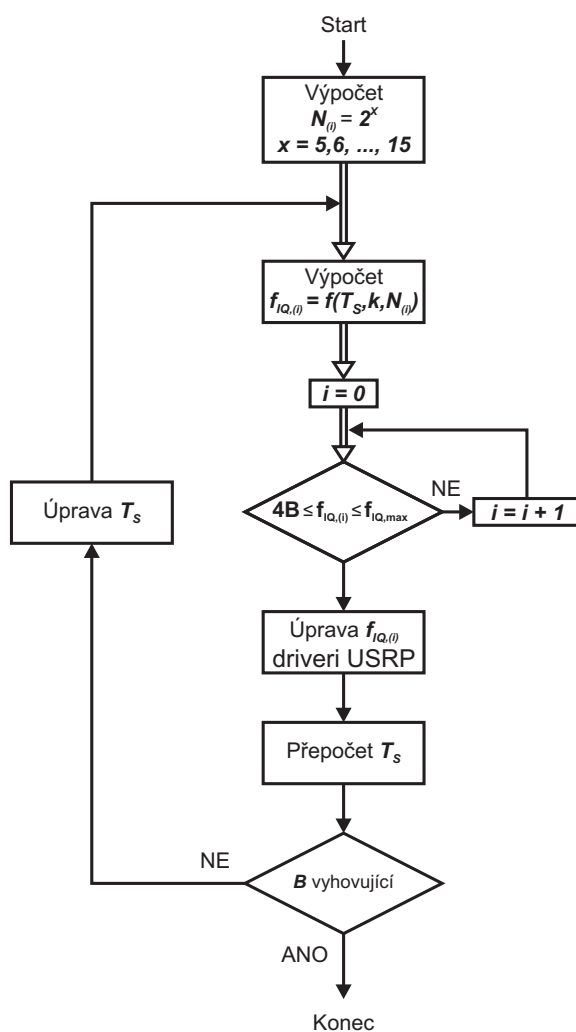 Start
Výpočet
N(i) = 2^x
x = 5,6, ..., 15
Výpočet
fIQ,(i) = f(TS,k,N(i))
i = 0
4B ≤ fIQ,(i) ≤ fIQ,max
NE
i = i + 1
Úprava TS
Úprava fIQ,(i)
driveri USRP
Přepočet TS
B vyhovující
NE
ANO
Konec